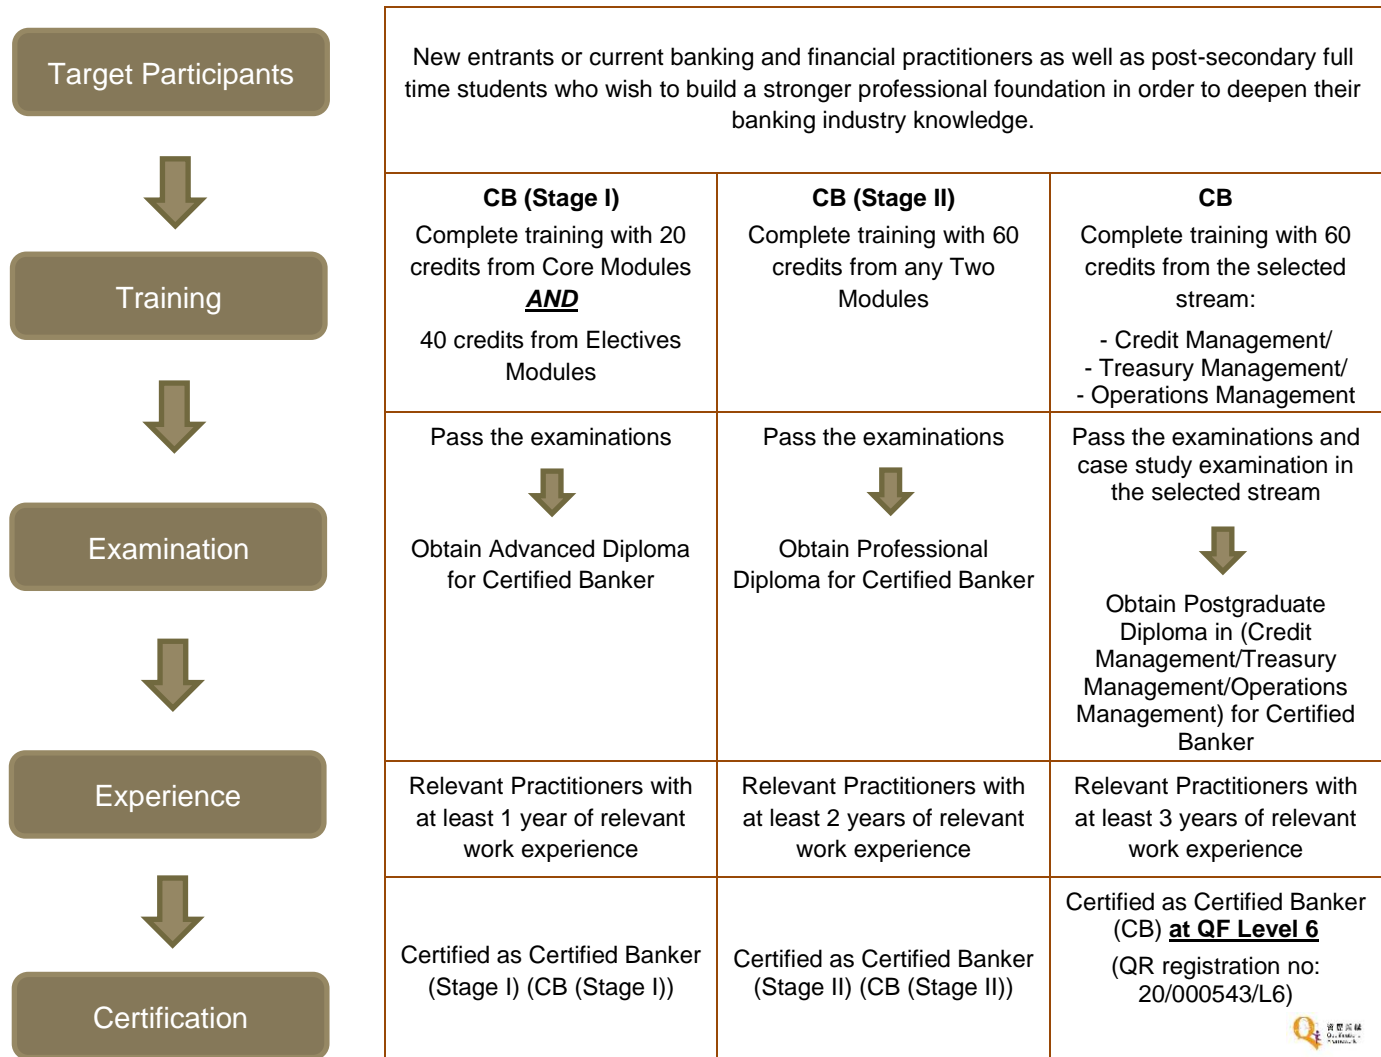 Target Participants
New entrants or current banking and financial practitioners as well as post-secondary full
time students who wish to build a stronger professional foundation in order to deepen their
banking industry knowledge.
Training
CB (Stage I)
Complete training with 20
credits from Core Modules
AND
40 credits from Electives
Modules
CB (Stage II)
Complete training with 60
credits from any Two
Modules
CB
Complete training with 60
credits from the selected
stream:
- Credit Management/
- Treasury Management/
- Operations Management
Examination
Pass the examinations
Obtain Advanced Diploma
for Certified Banker
Pass the examinations
Obtain Professional
Diploma for Certified Banker
Pass the examinations and
case study examination in
the selected stream
Obtain Postgraduate
Diploma in (Credit
Management/Treasury
Management/Operations
Management) for Certified
Banker
Experience
Relevant Practitioners with
at least 1 year of relevant
work experience
Relevant Practitioners with
at least 2 years of relevant
work experience
Relevant Practitioners with
at least 3 years of relevant
work experience
Certification
Certified as Certified Banker
(Stage I) (CB (Stage I))
Certified as Certified Banker
(Stage II) (CB (Stage II))
Certified as Certified Banker
(CB) at QF Level 6
(QR registration no:
20/000543/L6)